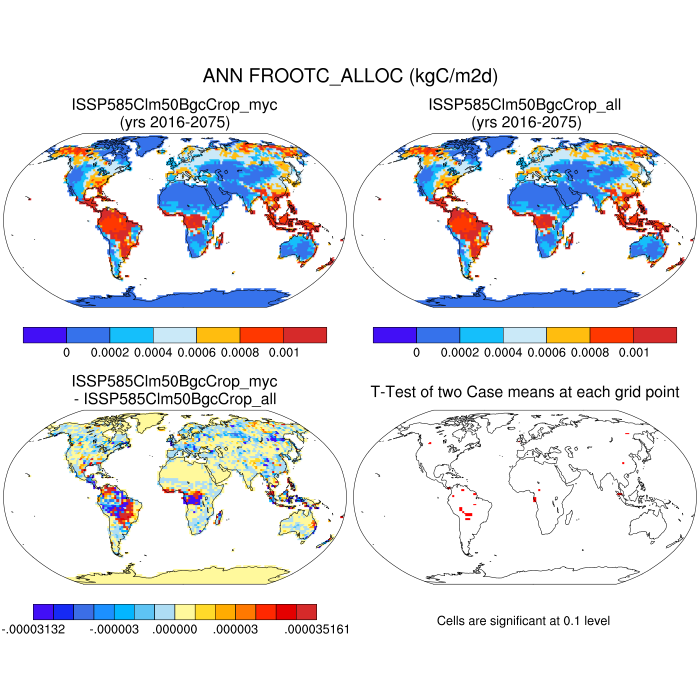 ANN FROOTC_ALLOC (kgC/m2d)
ISSP585Clm50BgcCrop_myc
(yrs 2016-2075)
ISSP585Clm50BgcCrop_all
(yrs 2016-2075)
0 0.0002 0.0004 0.0006 0.0008 0.001
0 0.0002 0.0004 0.0006 0.0008 0.001
ISSP585Clm50BgcCrop_myc
- ISSP585Clm50BgcCrop_all
T-Test of two Case means at each grid point
-.00003132 -.000003 .000000 .000003 .000035161
Cells are significant at 0.1 level